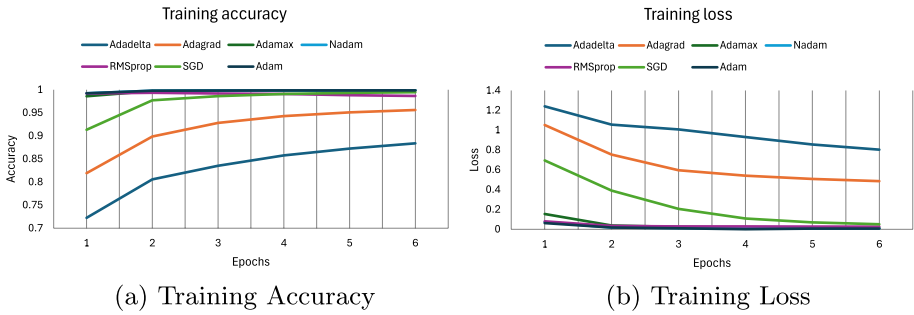 Training accuracy
Adadelta Adagrad Adamax Nadam
RMSprop SGD Adam
1
0.95
0.9
0.85
0.8
0.75
0.7
Accuracy
1 2 3 4 5 6
Epochs
(a) Training Accuracy
Training loss
Adadelta Adagrad Adamax Nadam
RMSprop SGD Adam
1.4
1.2
1
0.8
0.6
0.4
0.2
0
Loss
1 2 3 4 5 6
Epochs
(b) Training Loss